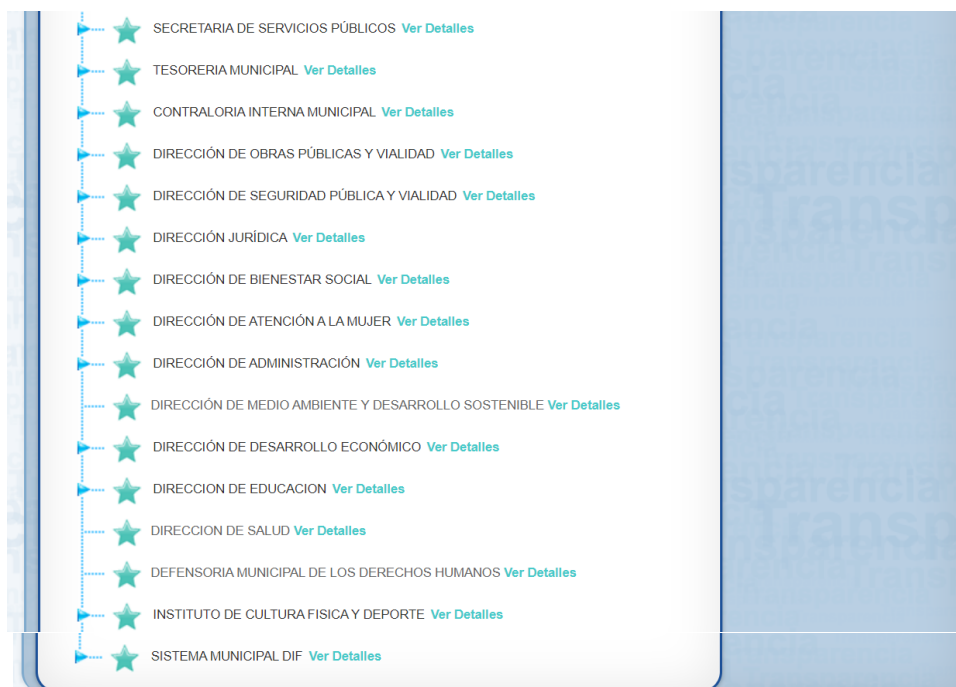 SECRETARIA DE SERVICIOS PÚBLICOS Ver Detalles
TESORERIA MUNICIPAL Ver Detalles
CONTRALORIA INTERNA MUNICIPAL Ver Detalles
DIRECCIÓN DE OBRAS PÚBLICAS Y VIALIDAD Ver Detalles
DIRECCIÓN DE SEGURIDAD PÚBLICA Y VIALIDAD Ver Detalles
DIRECCIÓN JURÍDICA Ver Detalles
DIRECCIÓN DE BIENESTAR SOCIAL Ver Detalles
DIRECCIÓN DE ATENCIÓN A LA MUJER Ver Detalles
DIRECCIÓN DE ADMINISTRACIÓN Ver Detalles
DIRECCIÓN DE MEDIO AMBIENTE Y DESARROLLO SOSTENIBLE Ver Detalles
DIRECCIÓN DE DESARROLLO ECONÓMICO Ver Detalles
DIRECCION DE EDUCACION Ver Detalles
DIRECCION DE SALUD Ver Detalles
DEFENSORIA MUNICIPAL DE LOS DERECHOS HUMANOS Ver Detalles
INSTITUTO DE CULTURA FISICA Y DEPORTE Ver Detalles
SISTEMA MUNICIPAL DIF Ver Detalles